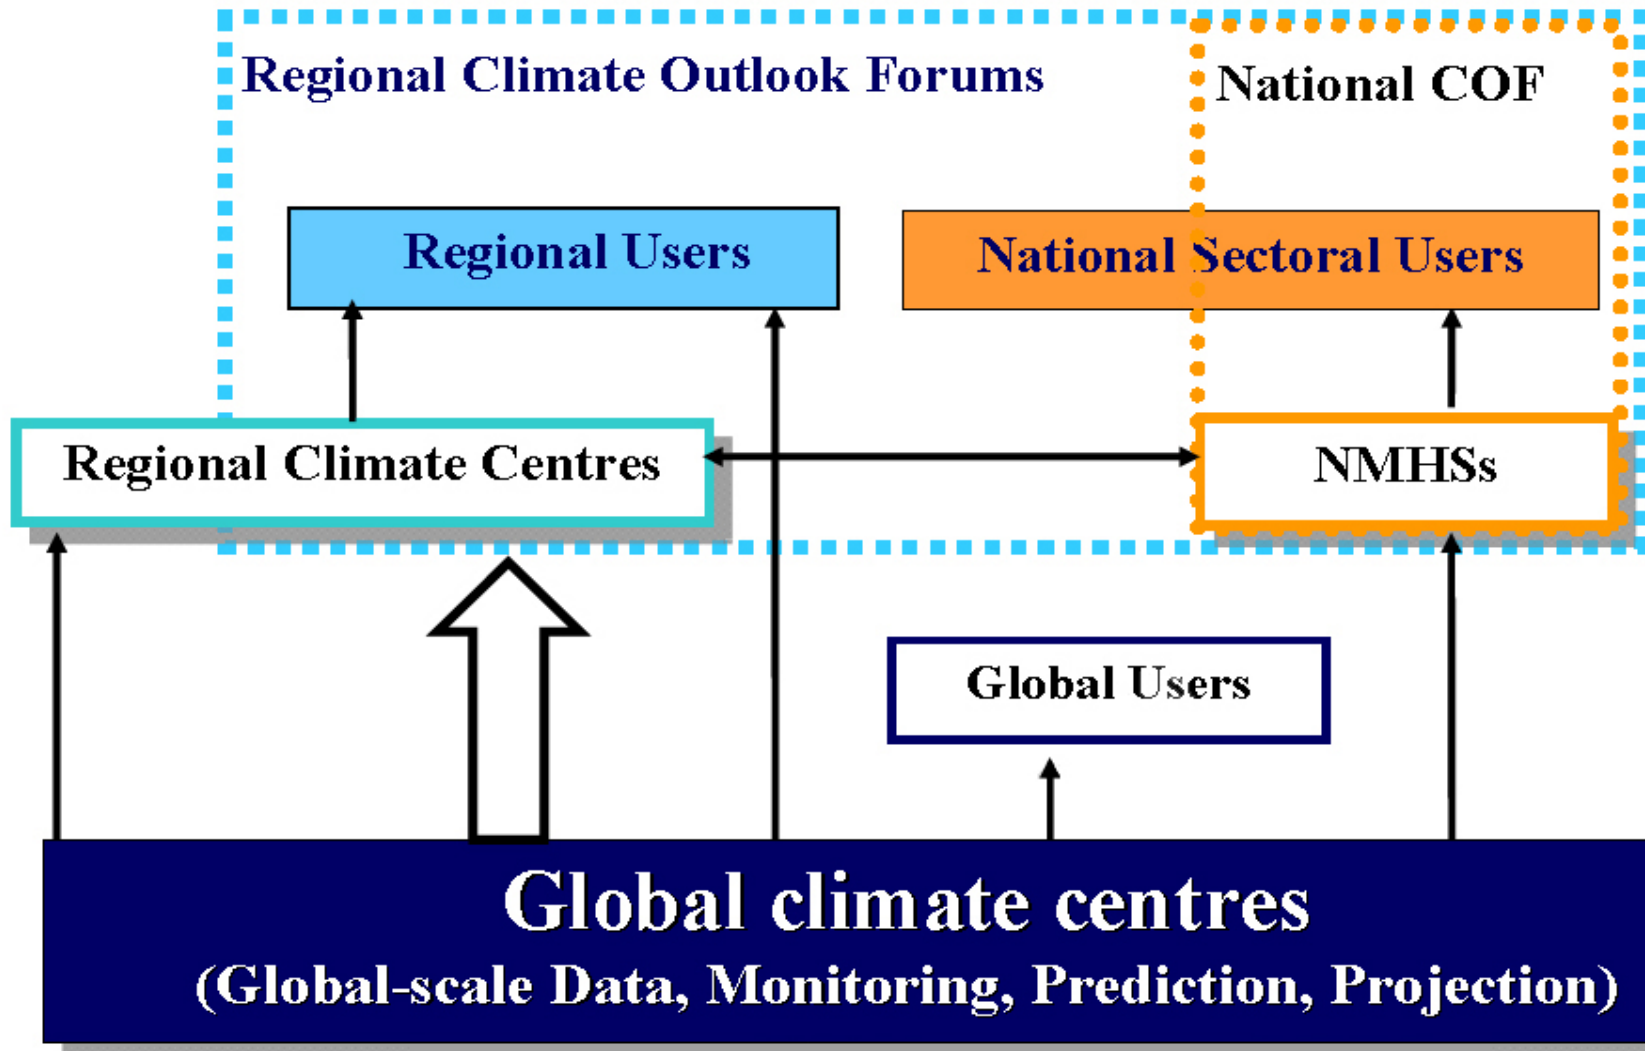 Regional Climate Outlook Forums
National COF
Regional Users
National Sectoral Users
Regional Climate Centres
NMHSs
Global Users
Global climate centres
(Global-scale Data, Monitoring, Prediction, Projection)